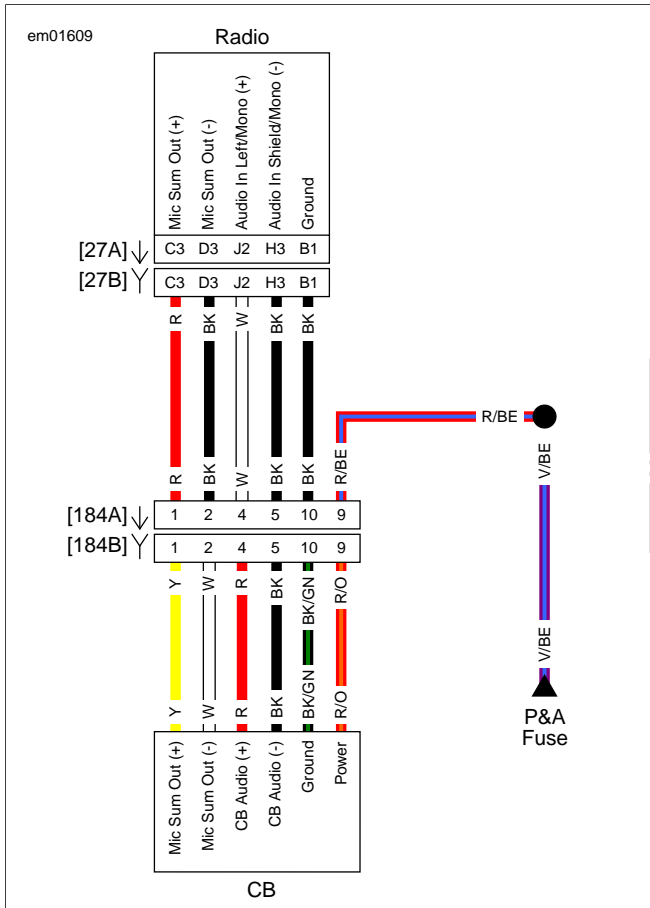 em01609
Radio
Mic Sum Out (+)
Mic Sum Out (-)
Audio In Left/Mono (+)
Audio In Shield/Mono (-)
Ground
[27A] C3 D3 J2 H3 B1
[27B] C3 D3 J2 H3 B1
R BK W BK BK
R/BE
V/BE
R BK W BK BK R/BE
[184A] 1 2 4 5 10 9
[184B] 1 2 4 5 10 9
Y W R BK BK/GN R/O
V/BE
Y W R BK BK/GN R/O
P&A
Fuse
Mic Sum Out (+)
Mic Sum Out (-)
CB Audio (+)
CB Audio (-)
Ground
Power
CB